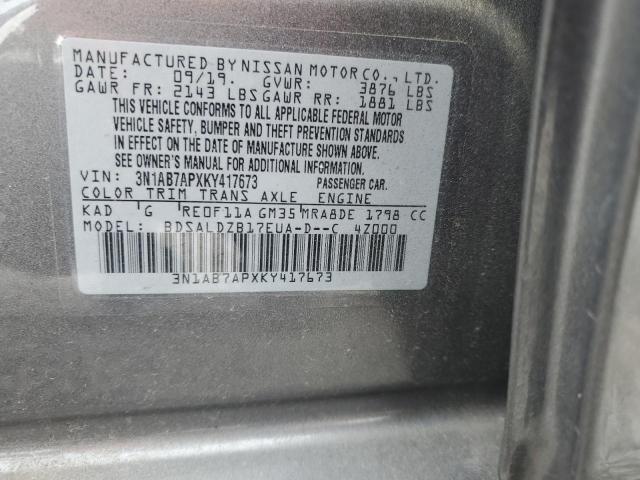 MANUFACTURED BY NISSAN MOTOR CO., LTD.
DATE: 09/19. GVWR: 3876 LBS
GAWR FR: 2143 LBS GAWR RR: 1881 LBS
THIS VEHICLE CONFORMS TO ALL APPLICABLE FEDERAL MOTOR
VEHICLE SAFETY, BUMPER AND THEFT PREVENTION STANDARDS
IN EFFECT ON THE DATE OF MANUFACTURE SHOWN ABOVE.
SEE OWNER'S MANUAL FOR ADDITIONAL INFORMATION.
VIN: 3N1AB7APXKY417673 PASSENGER CAR.
COLOR TRIM TRANS AXLE ENGINE
KAD G RE0F11A GM35 MRA8DE 1798 CC
MODEL: BDSALDZB17EUA-D--C 4Z000
3N1AB7APXKY417673